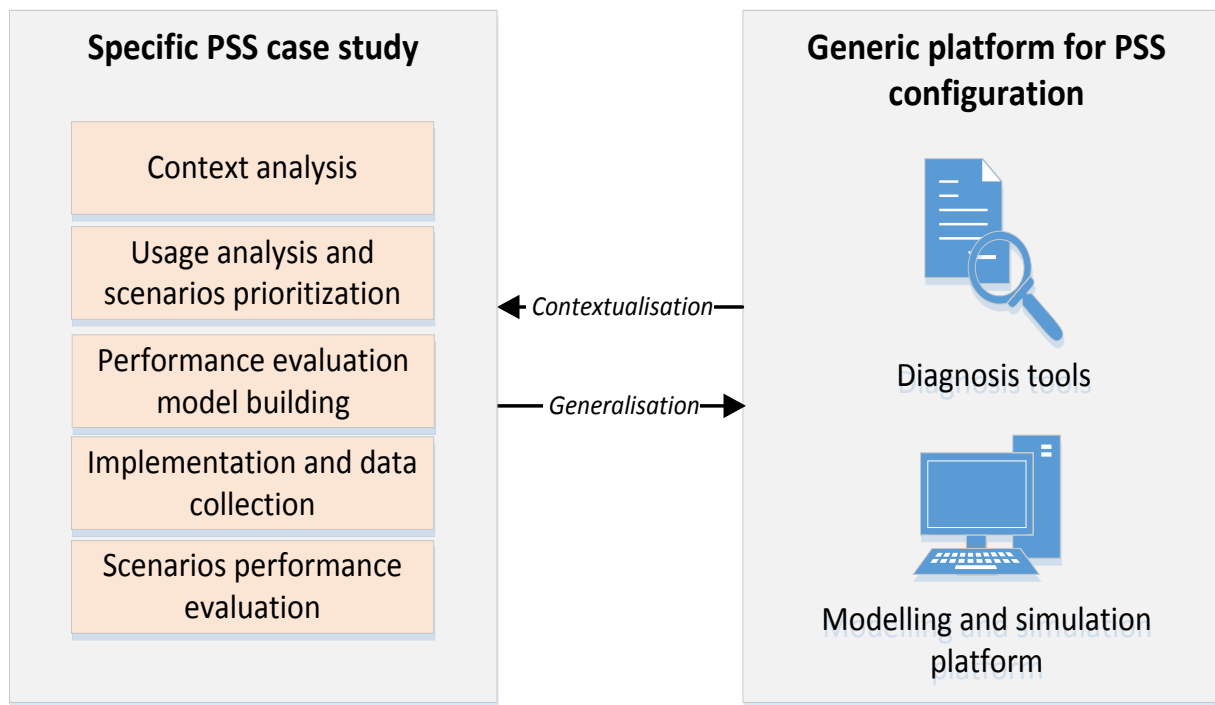 Specific PSS case study
Context analysis
Usage analysis and
scenarios prioritization
Performance evaluation
model building
Implementation and data
collection
Scenarios performance
evaluation
Contextualisation
Generalisation
Generic platform for PSS
configuration
Diagnosis tools
Modelling and simulation
platform